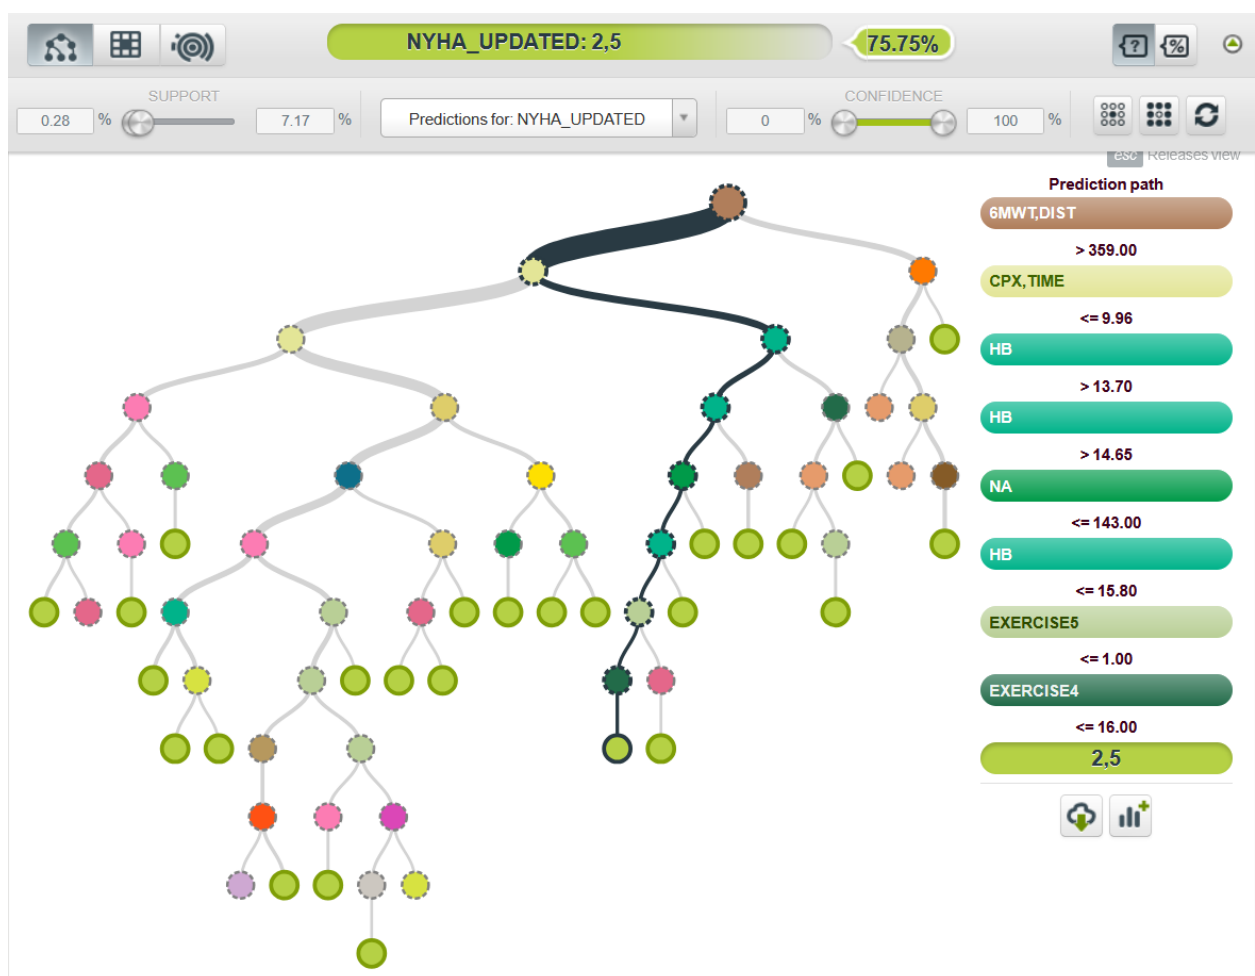 NYHA_UPDATED: 2,5
75.75%
{?
{%
SUPPORT
CONFIDENCE
0.28 %
7.17 %
Predictions for: NYHA_UPDATED
0 %
100 %
esc Releases view
Prediction path
6MWT,DIST
> 359.00
CPX,TIME
<= 9.96
HB
> 13.70
HB
> 14.65
NA
<= 143.00
HB
<= 15.80
EXERCISE5
<= 1.00
EXERCISE4
<= 16.00
2,5